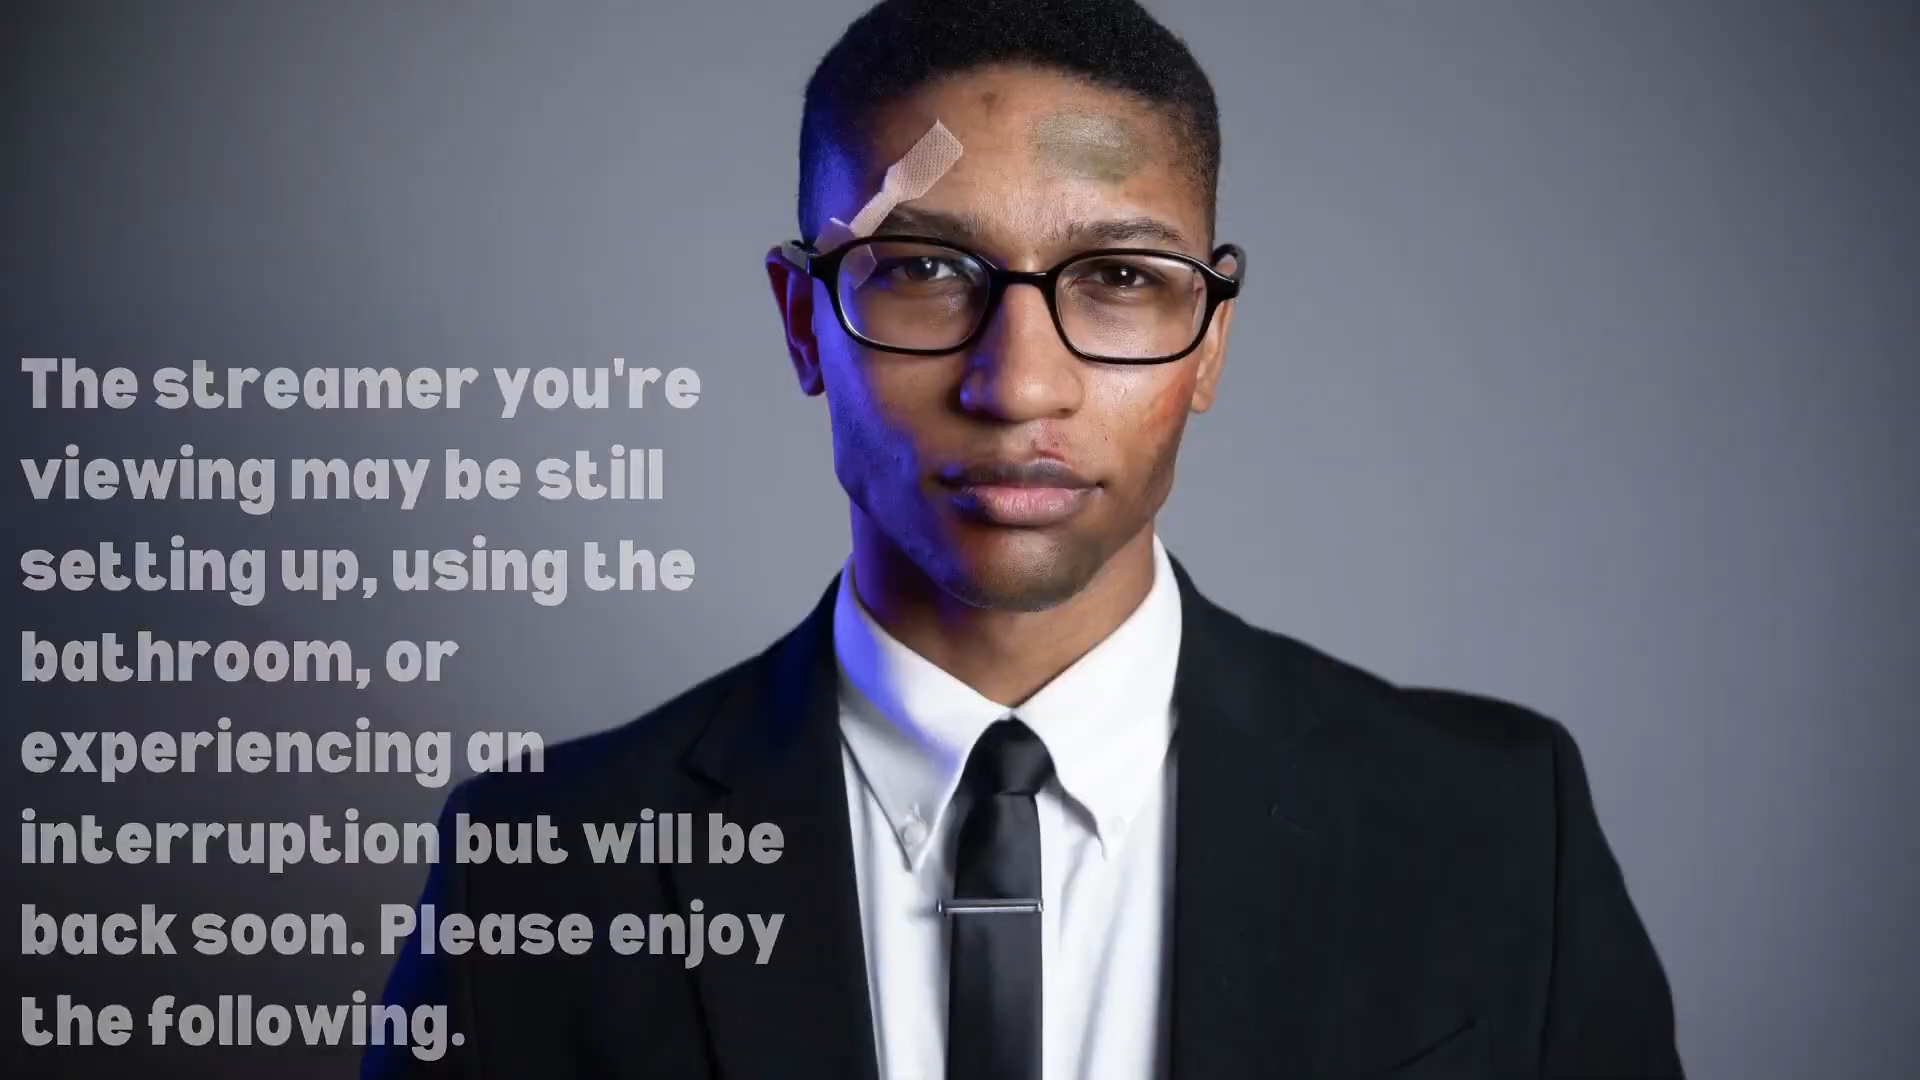 The streamer you're
viewing may be still
setting up, using the
bathroom, or
experiencing an
interruption but will be
back soon. Please enjoy
the following.